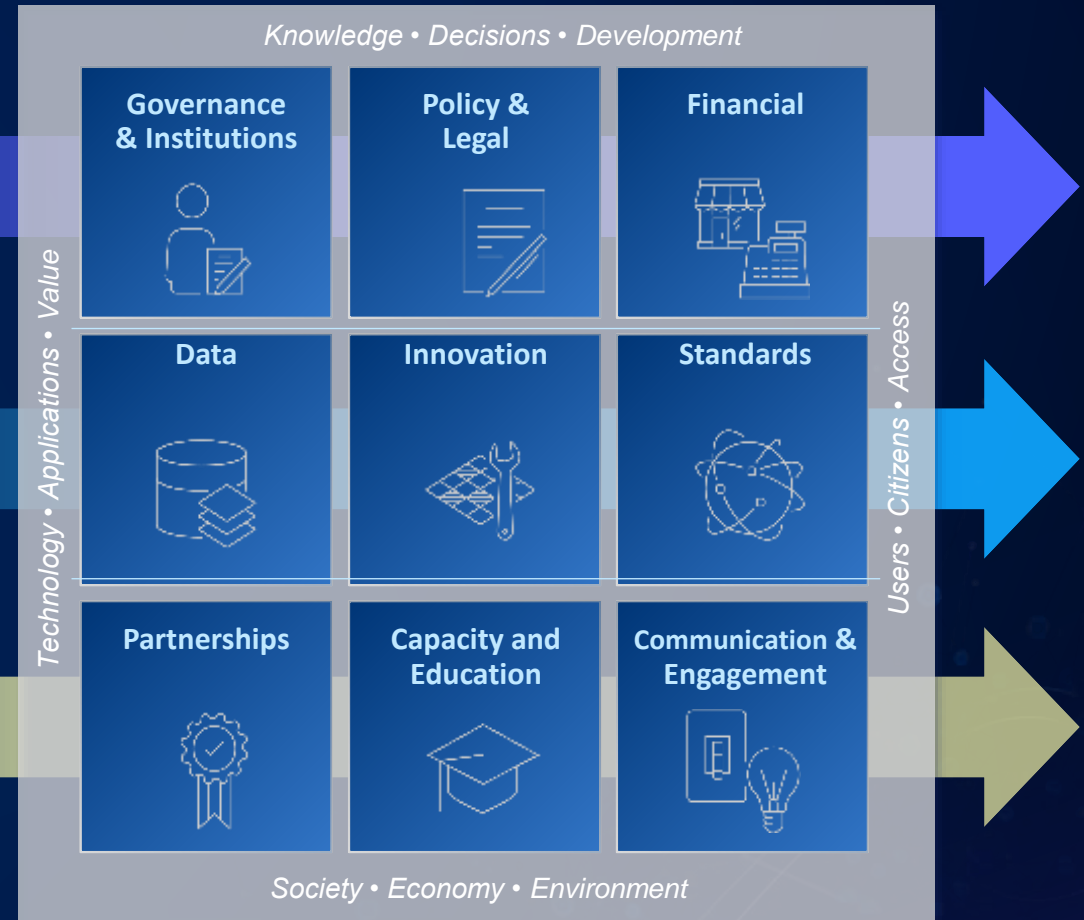 Knowledge • Decisions • Development
Governance
& Institutions
Policy &
Legal
Financial
Technology • Applications • Value
Users • Citizens • Access
Data
Innovation
Standards
Partnerships
Capacity and
Education
Communication &
Engagement
Society • Economy • Environment